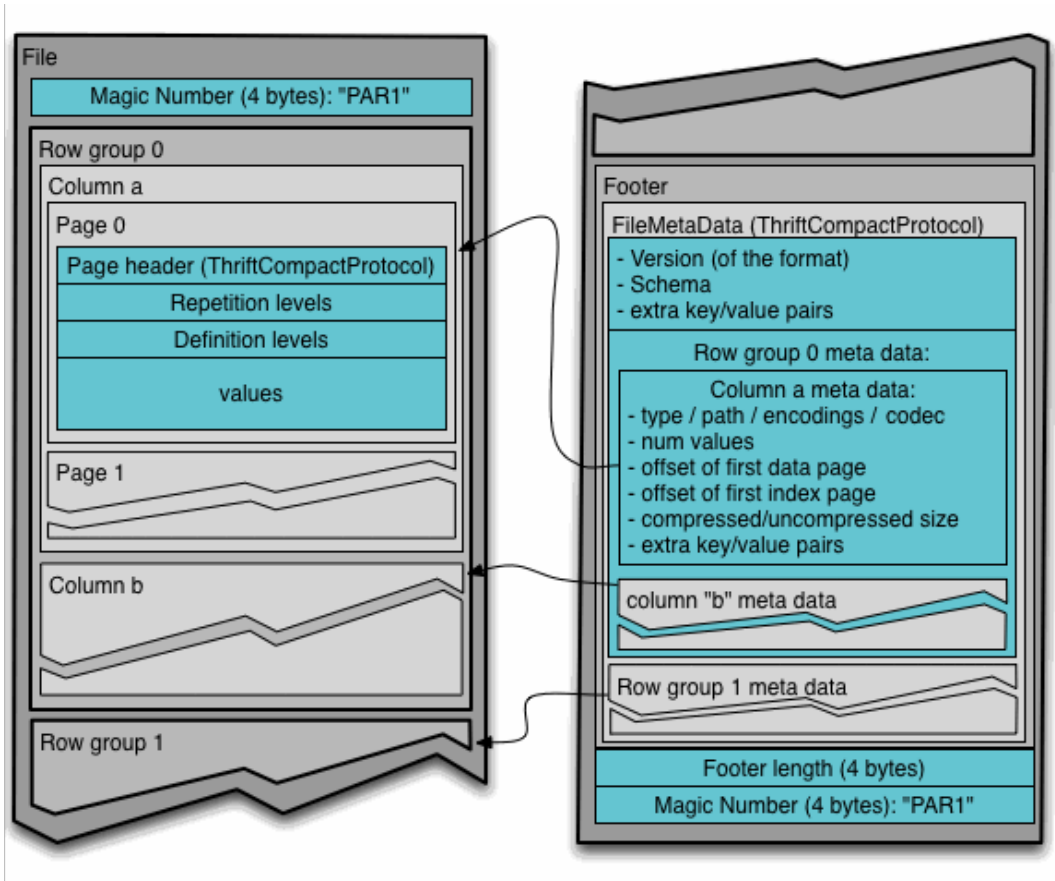 File
Magic Number (4 bytes): "PAR1"
Row group 0
Column a
Page 0
Page header (ThriftCompactProtocol)
Repetition levels
Definition levels
values
Page 1
Column b
Row group 1
Footer
FileMetaData (ThriftCompactProtocol)
- Version (of the format)
- Schema
- extra key/value pairs
Row group 0 meta data:
Column a meta data:
- type / path / encodings / codec
- num values
- offset of first data page
- offset of first index page
- compressed/uncompressed size
- extra key/value pairs
column "b" meta data
Row group 1 meta data
Footer length (4 bytes)
Magic Number (4 bytes): "PAR1"